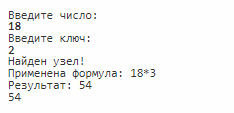 Введите число:
18
Введите ключ:
2
Найден узел!
Применена формула: 18*3
Результат: 54
54